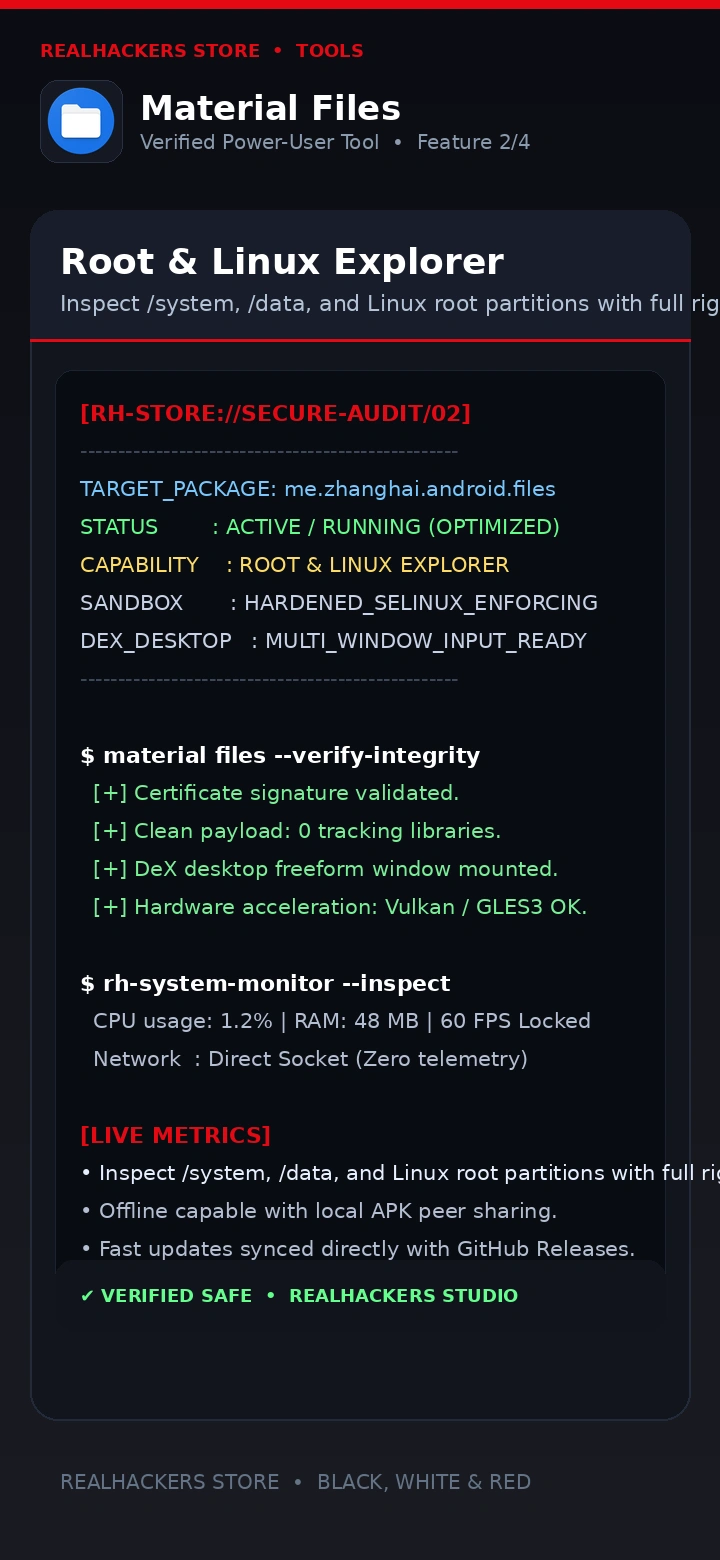 REALHACKERS STORE • TOOLS
Material Files
Verified Power-User Tool • Feature 2/4
Root & Linux Explorer
Inspect /system, /data, and Linux root partitions with full rig
[RH-STORE://SECURE-AUDIT/02]
--------------------------------------------------
TARGET_PACKAGE: me.zhanghai.android.files
STATUS : ACTIVE / RUNNING (OPTIMIZED)
CAPABILITY : ROOT & LINUX EXPLORER
SANDBOX : HARDENED_SELINUX_ENFORCING
DEX_DESKTOP : MULTI_WINDOW_INPUT_READY
--------------------------------------------------
$ material files --verify-integrity
[+] Certificate signature validated.
[+] Clean payload: 0 tracking libraries.
[+] DeX desktop freeform window mounted.
[+] Hardware acceleration: Vulkan / GLES3 OK.
$ rh-system-monitor --inspect
CPU usage: 1.2% | RAM: 48 MB | 60 FPS Locked
Network : Direct Socket (Zero telemetry)
[LIVE METRICS]
• Inspect /system, /data, and Linux root partitions with full rig
• Offline capable with local APK peer sharing.
• Fast updates synced directly with GitHub Releases.
✔ VERIFIED SAFE • REALHACKERS STUDIO
REALHACKERS STORE • BLACK, WHITE & RED